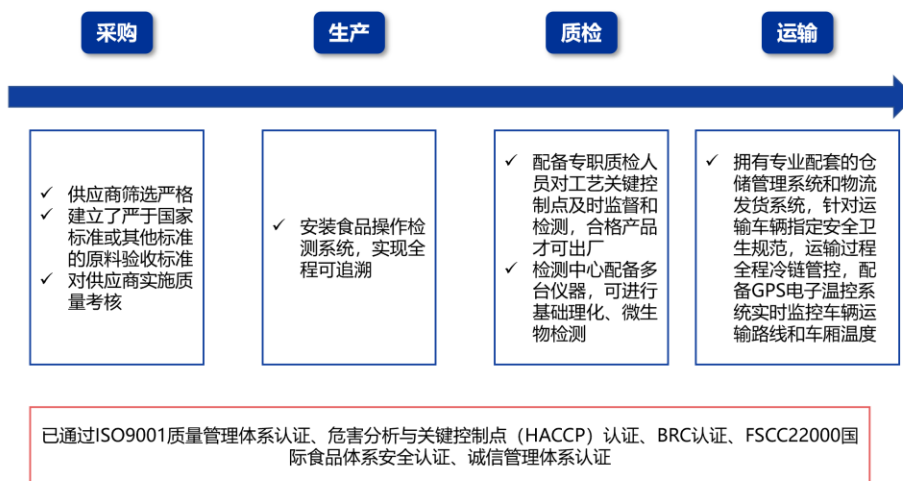 采购
生产
质检
运输
✓ 供应商筛选严格
✓ 建立了严于国家
标准或其他标准
的原料验收标准
✓ 对供应商实施质
量考核
✓ 安装食品操作检
测系统，实现全
程可追溯
✓ 配备专职质检人
员对工艺关键控
制点及时监督和
检测，合格产品
才可出厂
✓ 检测中心配备多
台仪器，可进行
基础理化、微生
物检测
✓ 拥有专业配套的仓
储管理系统和物流
发货系统，针对运
输车辆指定安全卫
生规范，运输过程
全程冷链管控，配
备GPS电子温控系
统实时监控车辆运
输路线和车厢温度
已通过ISO9001质量管理体系认证、危害分析与关键控制点（HACCP）认证、BRC认证、FSCC22000国
际食品体系安全认证、诚信管理体系认证